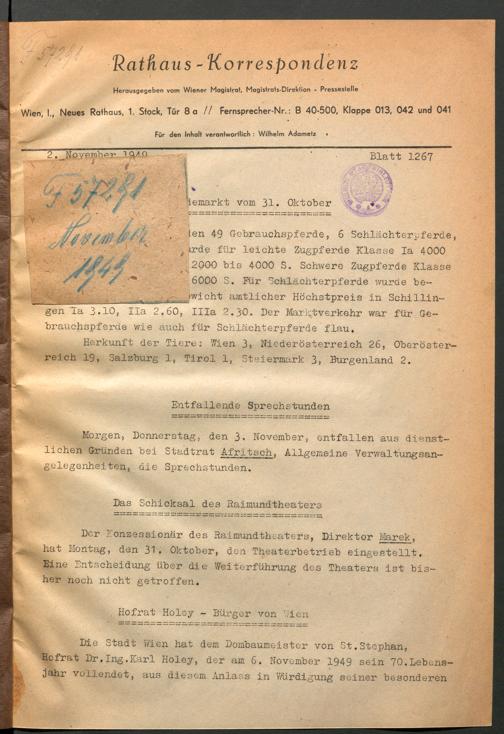 F 57291
Rathaus-Korrespondenz
Herausgegeben vom Wiener Magistrat, Magistrats-Direktion - Pressestelle
Wien, I., Neues Rathaus, 1. Stock, Tür 8 a // Fernsprecher-Nr.: B 40-500, Klappe 013, 042 und 041
Für den Inhalt verantwortlich: Wilhelm Adametz
2. November 1949 Blatt 1267
F 57291
November
1949
demarkt vom 31. Oktober
en 49 Gebrauchspferde, 6 Schlächterpferde,
rde für leichte Zugpferde Klasse Ia 4000
2000 bis 4000 S. Schwere Zugpferde Klasse
6000 S. Für Schlachterpferde wurde be-
wicht amtlicher Höchstpreis in Schillin-
gen Ia 3.10, IIa 2.60, IIIa 2.30. Der Marktverkehr war für Ge-
brauchspferde wie auch für Schlächterpferde flau.
Herkunft der Tiere: Wien 3, Niederösterreich 26, Oberöster-
reich 19, Salzburg 1, Tirol 1, Steiermark 3, Burgenland 2.
Entfallende Sprechstunden
Morgen, Donnerstag, den 3. November, entfallen aus dienst-
lichen Gründen bei Stadtrat Afritsch, Allgemeine Verwaltungsan-
gelegenheiten, die Sprechstunden.
Das Schicksal des Raimundtheaters
Der Konzessionär des Raimundtheaters, Direktor Marek,
hat Montag, den 31. Oktober, den Theaterbetrieb eingestellt.
Eine Entscheidung über die Weiterführung des Theaters ist bis-
her noch nicht getroffen.
Hofrat Holey - Bürger von Wien
Die Stadt Wien hat dem Dombaumeister von St.Stephan,
Hofrat Dr.Ing.Karl Holey, der am 6. November 1949 sein 70.Lebens-
jahr vollendet, aus diesem Anlass in Würdigung seiner besonderen